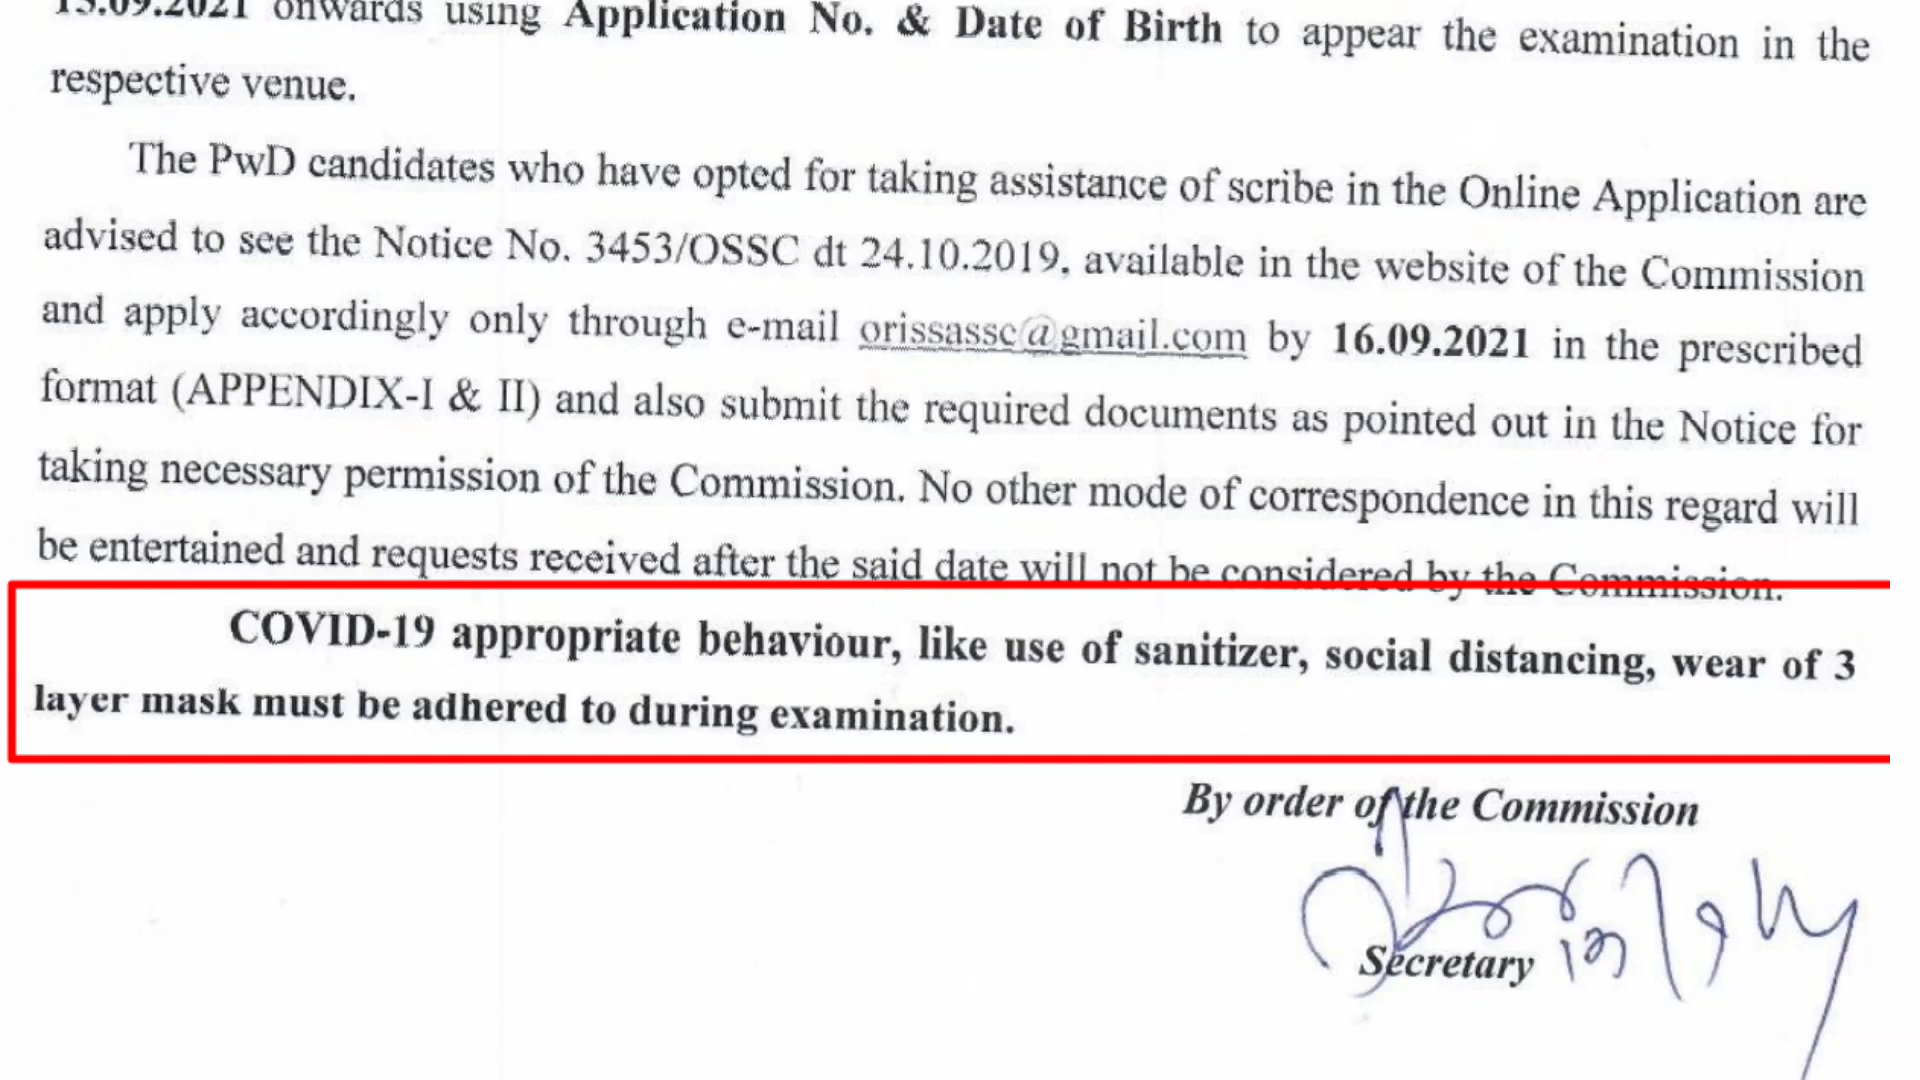 15.09.2021 onwards using Application No. & Date of Birth to appear the examination in the
respective venue.
The PwD candidates who have opted for taking assistance of scribe in the Online Application are
advised to see the Notice No. 3453/OSSC dt 24.10.2019, available in the website of the Commission
and apply accordingly only through e-mail orissassc@gmail.com by 16.09.2021 in the prescribed
format (APPENDIX-I & II) and also submit the required documents as pointed out in the Notice for
taking necessary permission of the Commission. No other mode of correspondence in this regard will
be entertained and requests received after the said date will not be considered by the Commission.
COVID-19 appropriate behaviour, like use of sanitizer, social distancing, wear of 3
layer mask must be adhered to during examination.
By order of the Commission
Secretary